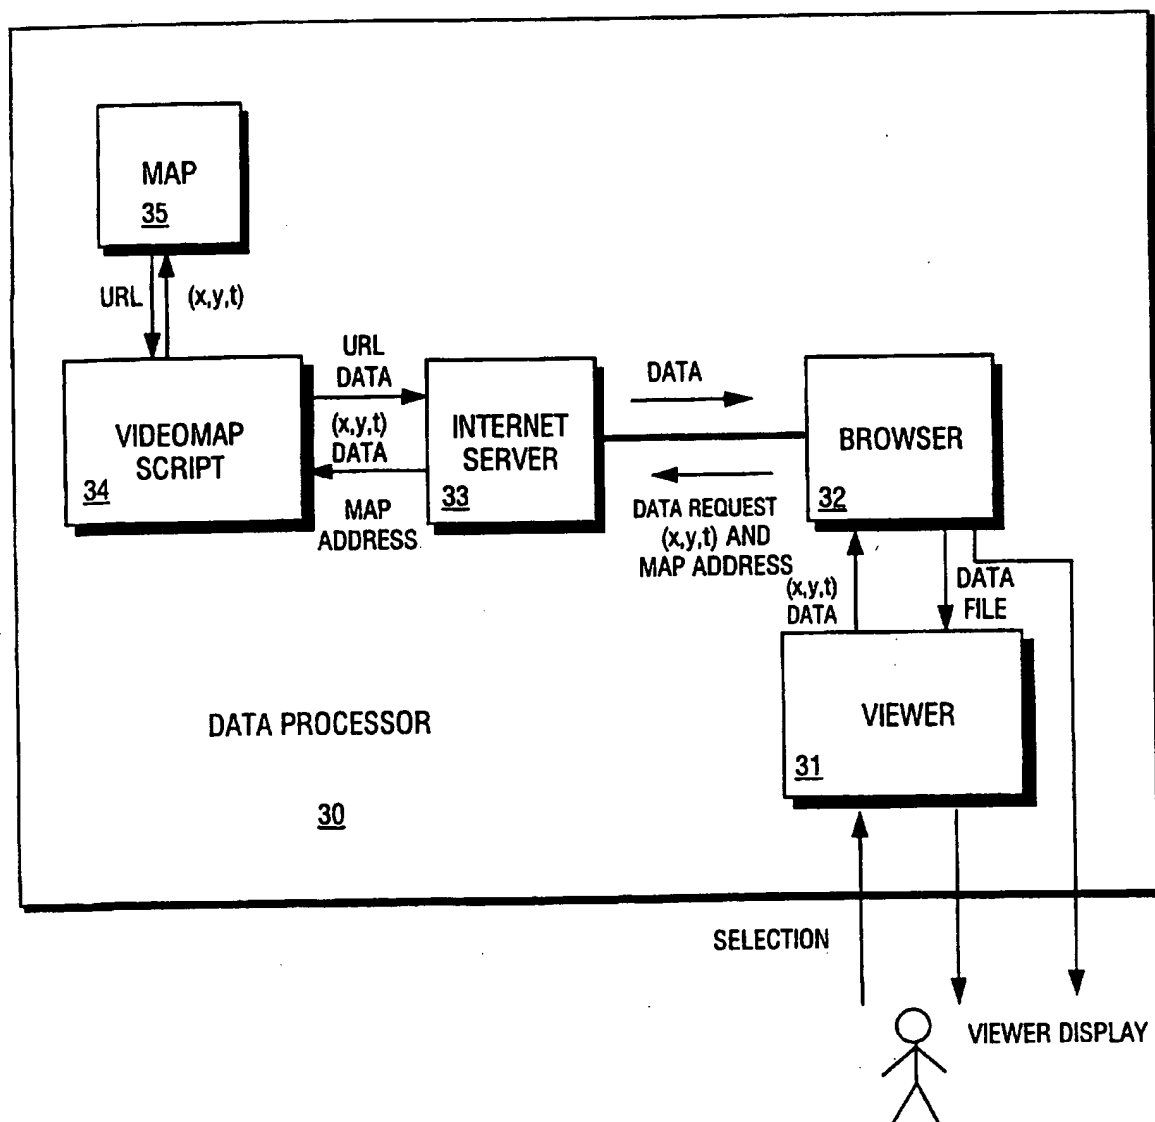 MAP
35
URL
(x,y,t)
URL
DATA
(x,y,t)
DATA
MAP
ADDRESS
VIDEOMAP
SCRIPT
34
INTERNET
SERVER
33
DATA
DATA REQUEST
(x,y,t) AND
MAP ADDRESS
BROWSER
32
(x,y,t)
DATA
DATA
FILE
VIEWER
31
DATA PROCESSOR
30
SELECTION
VIEWER DISPLAY